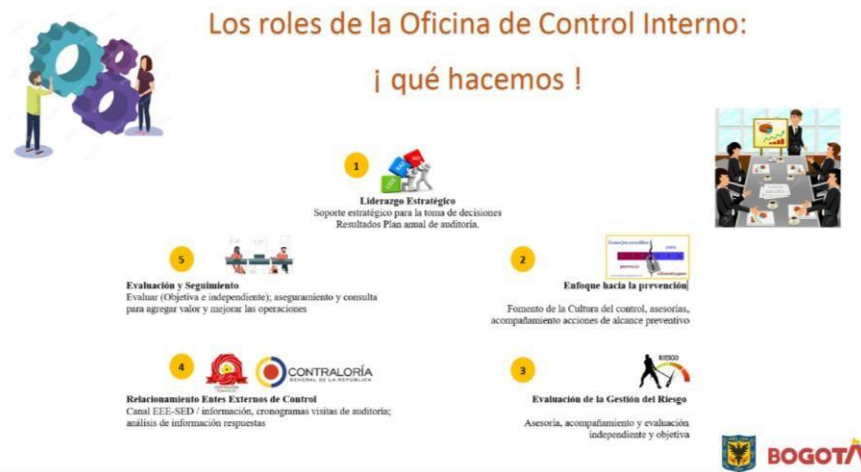 Los roles de la Oficina de Control Interno:
¡ qué hacemos !
1
Liderazgo Estratégico
Soporte estratégico para la toma de decisiones
Resultados Plan anual de auditoría.
5
Evaluación y Seguimiento
Evaluar (Objetiva e independiente); aseguramiento y consulta
para agregar valor y mejorar las operaciones
2
Enfoque hacia la prevención
Fomento de la Cultura del control, asesorías,
acompañamiento acciones de alcance preventivo
4
CONTRALORÍA
GENERAL DE LA REPÚBLICA
Relacionamiento Entes Externos de Control
Canal EEE-SED / información, cronogramas visitas de auditoría;
análisis de información respuestas
3
RIESGO
Evaluación de la Gestión del Riesgo
Asesoría, acompañamiento y evaluación
independiente y objetiva
BOGOTÁ